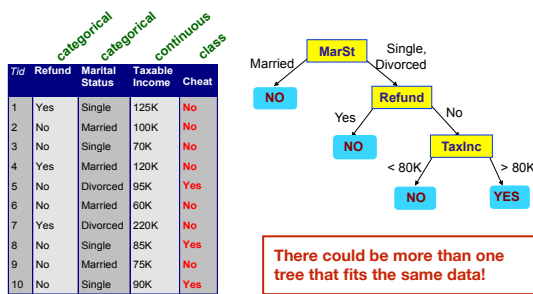 categorical
categorical
continuous
class
Tid Refund Marital Status Taxable Income Cheat
1 Yes Single 125K No
2 No Married 100K No
3 No Single 70K No
4 Yes Married 120K No
5 No Divorced 95K Yes
6 No Married 60K No
7 Yes Divorced 220K No
8 No Single 85K Yes
9 No Married 75K No
10 No Single 90K Yes
MarSt
Married
Single,
Divorced
NO
Refund
Yes
No
NO
TaxInc
< 80K
> 80K
NO
YES
There could be more than one
tree that fits the same data!